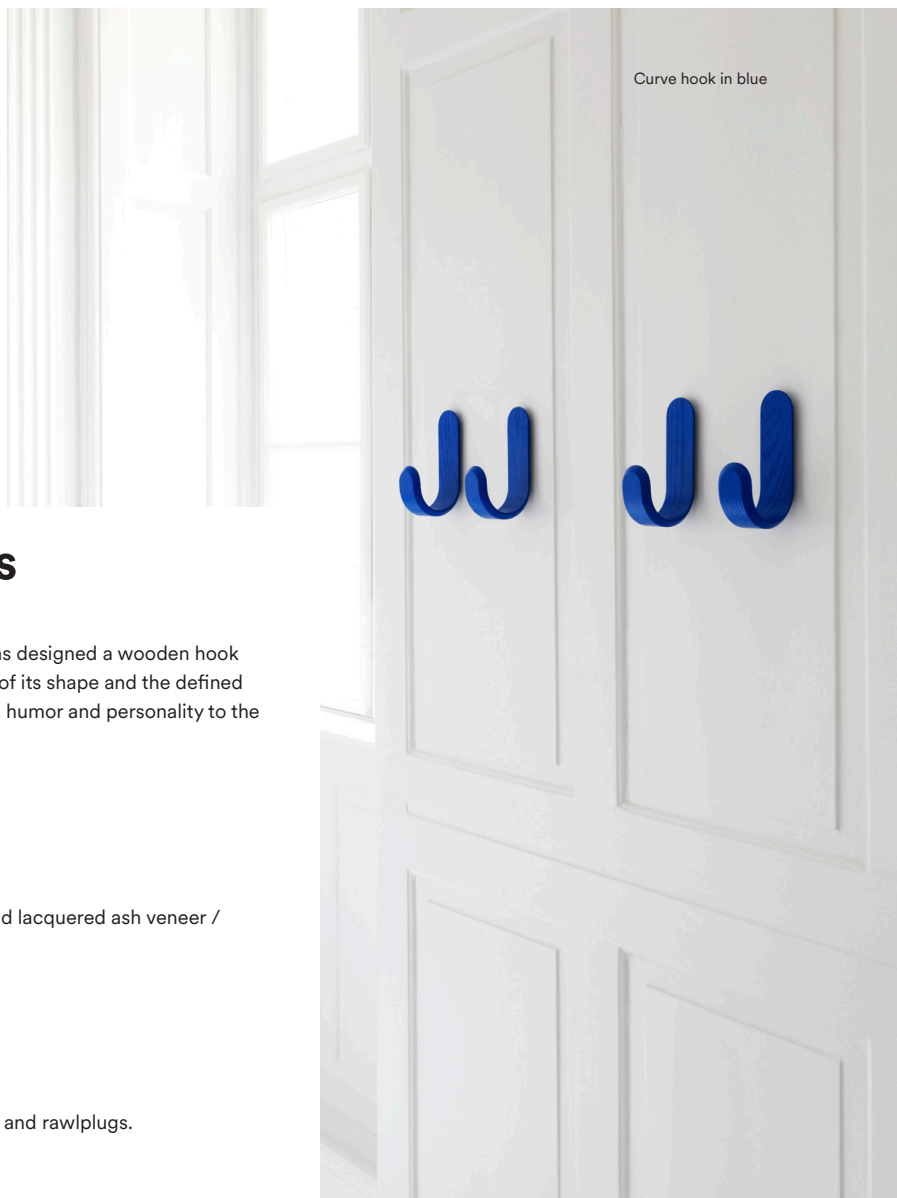 Curve hook in blue
s
as designed a wooden hook
of its shape and the defined
humor and personality to the
d lacquered ash veneer /
and rawlplugs.